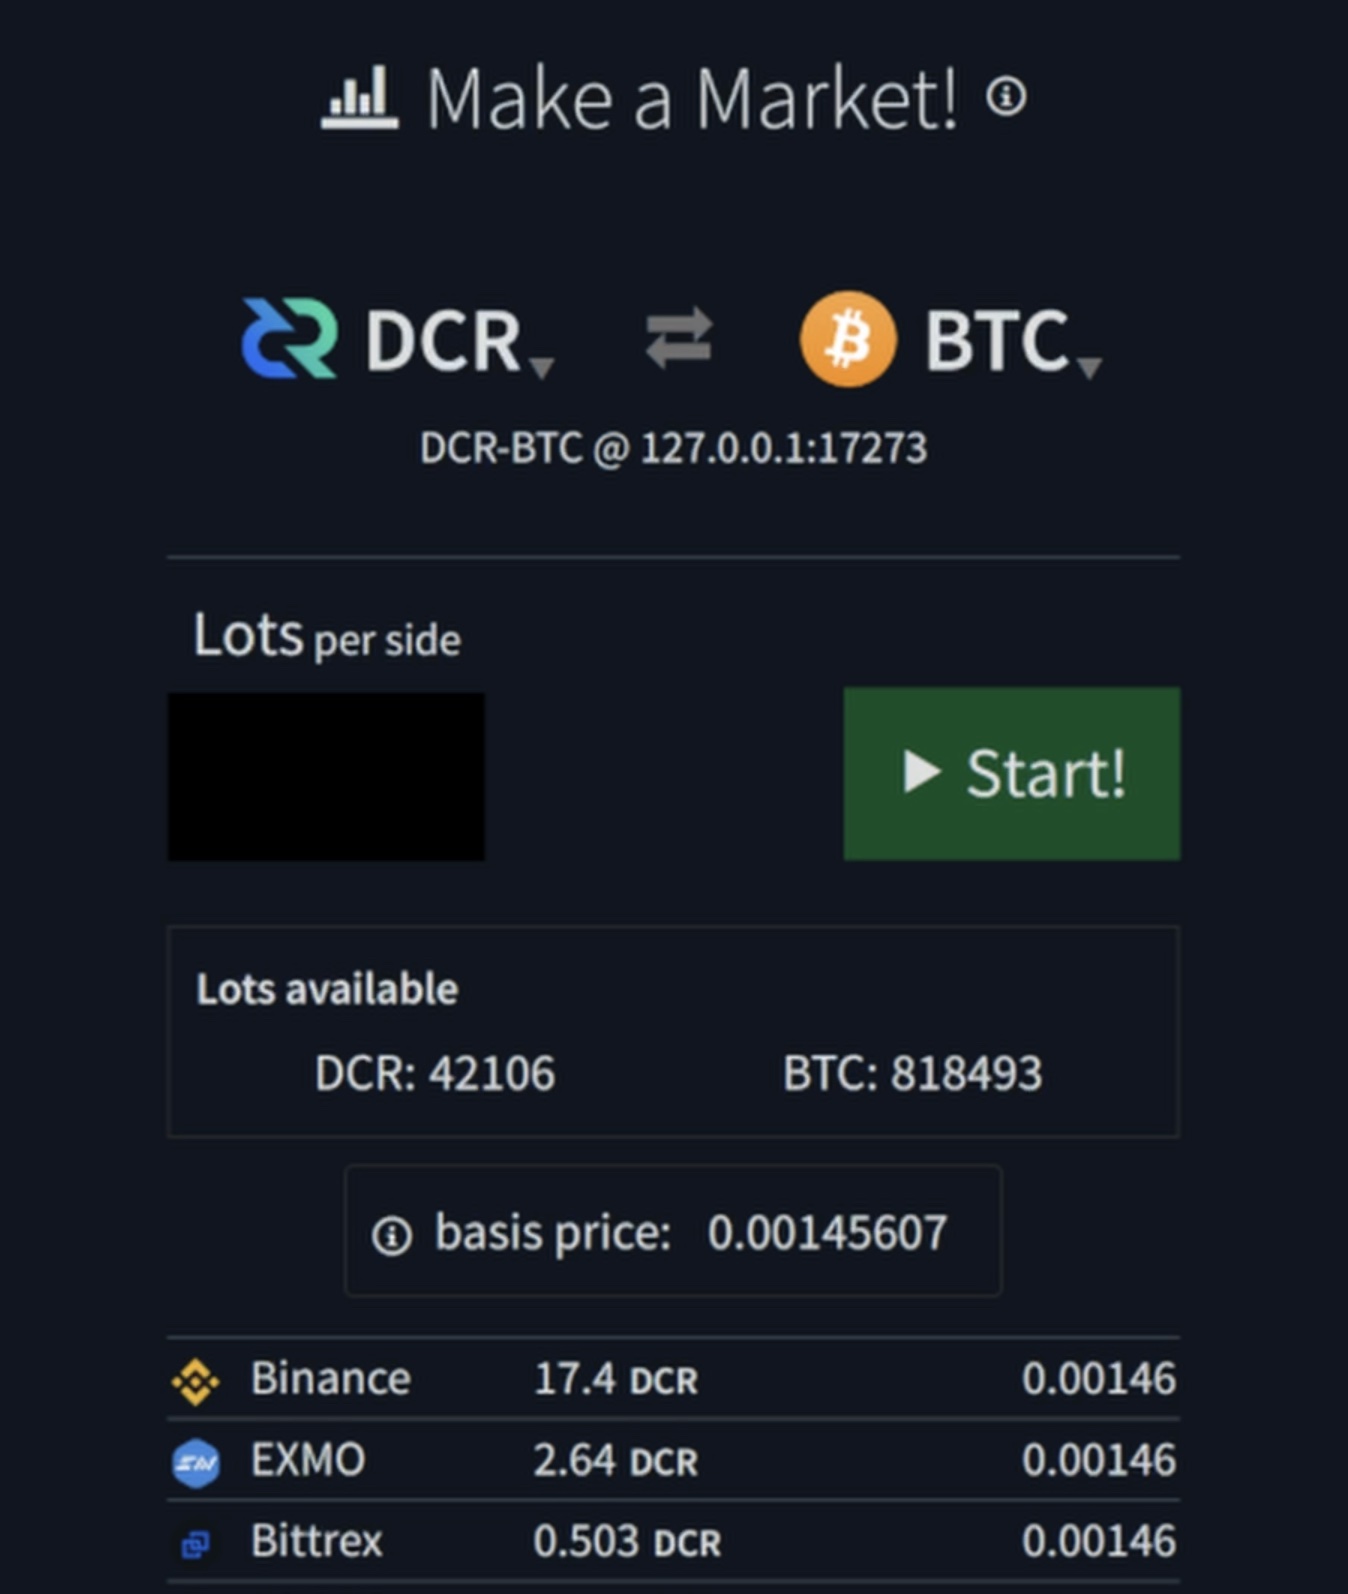 Make a Market!
DCR BTC
DCR-BTC @ 127.0.0.1:17273
Lots per side
Start!
Lots available
DCR: 42106 BTC: 818493
basis price: 0.00145607
Binance 17.4 DCR 0.00146
EXMO 2.64 DCR 0.00146
Bittrex 0.503 DCR 0.00146